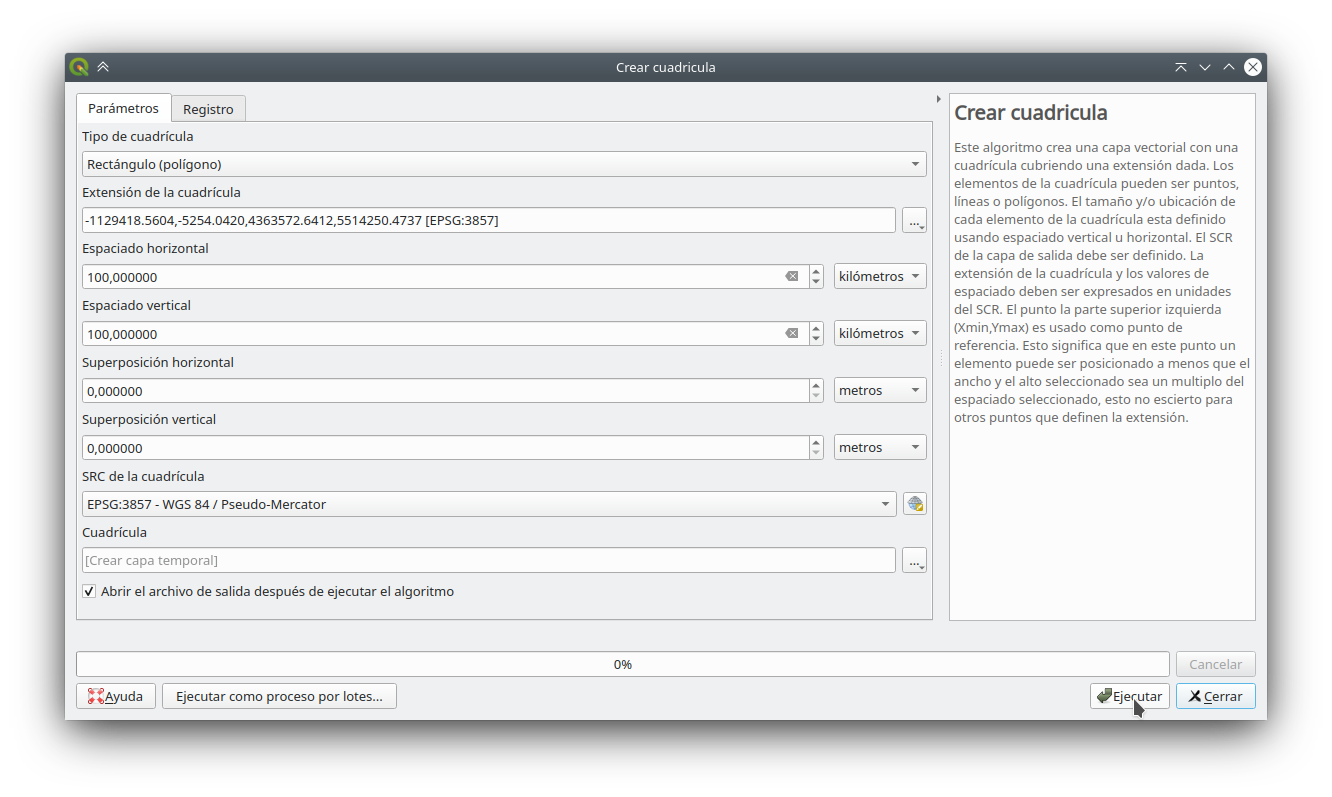 Crear cuadricula
Parámetros
Registro
Tipo de cuadrícula
Rectángulo (polígono)
Extensión de la cuadrícula
-1129418.5604,-5254.0420,4363572.6412,5514250.4737 [EPSG:3857]
...
Espaciado horizontal
100,000000
kilómetros
Espaciado vertical
100,000000
kilómetros
Superposición horizontal
0,000000
metros
Superposición vertical
0,000000
metros
SRC de la cuadrícula
EPSG:3857 - WGS 84 / Pseudo-Mercator
Cuadrícula
[Crear capa temporal]
...
Abrir el archivo de salida después de ejecutar el algoritmo
Crear cuadricula
Este algoritmo crea una capa vectorial con una
cuadrícula cubriendo una extensión dada. Los
elementos de la cuadrícula pueden ser puntos,
líneas o polígonos. El tamaño y/o ubicación de
cada elemento de la cuadrícula esta definido
usando espaciado vertical u horizontal. El SCR
de la capa de salida debe ser definido. La
extensión de la cuadrícula y los valores de
espaciado deben ser expresados en unidades
del SCR. El punto la parte superior izquierda
(Xmin,Ymax) es usado como punto de
referencia. Esto significa que en este punto un
elemento puede ser posicionado a menos que el
ancho y el alto seleccionado sea un multiplo del
espaciado seleccionado, esto no escierto para
otros puntos que definen la extensión.
0%
Cancelar
Ayuda
Ejecutar como proceso por lotes...
Ejecutar
Cerrar